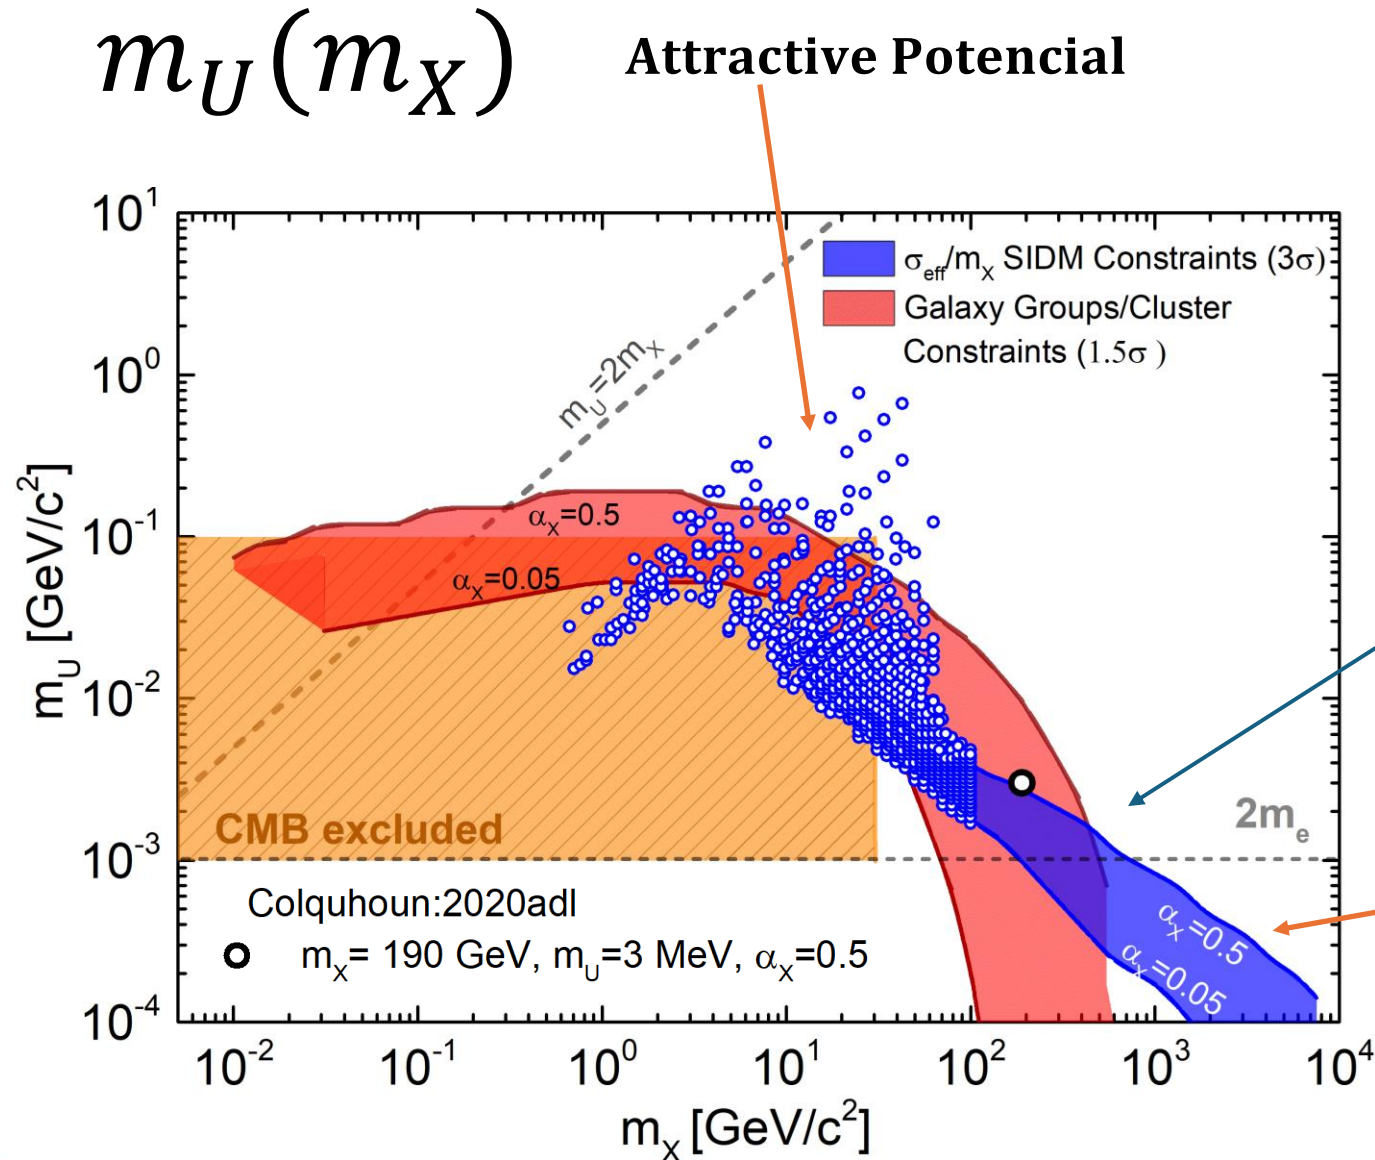 m_U(m_X)
Attractive Potencial
σ_eff/m_X SIDM Constraints (3σ)
Galaxy Groups/Cluster
Constraints (1.5σ )
m_U=2m_X
α_X=0.5
α_X=0.05
CMB excluded
2m_e
Colquhoun:2020adl
m_X= 190 GeV, m_U=3 MeV, α_X=0.5
α_X=0.5
α_X=0.05
10^1
10^0
10^-1
10^-2
10^-3
10^-4
m_U [GeV/c²]
10^-2 10^-1 10^0 10^1 10^2 10^3 10^4
m_X [GeV/c²]